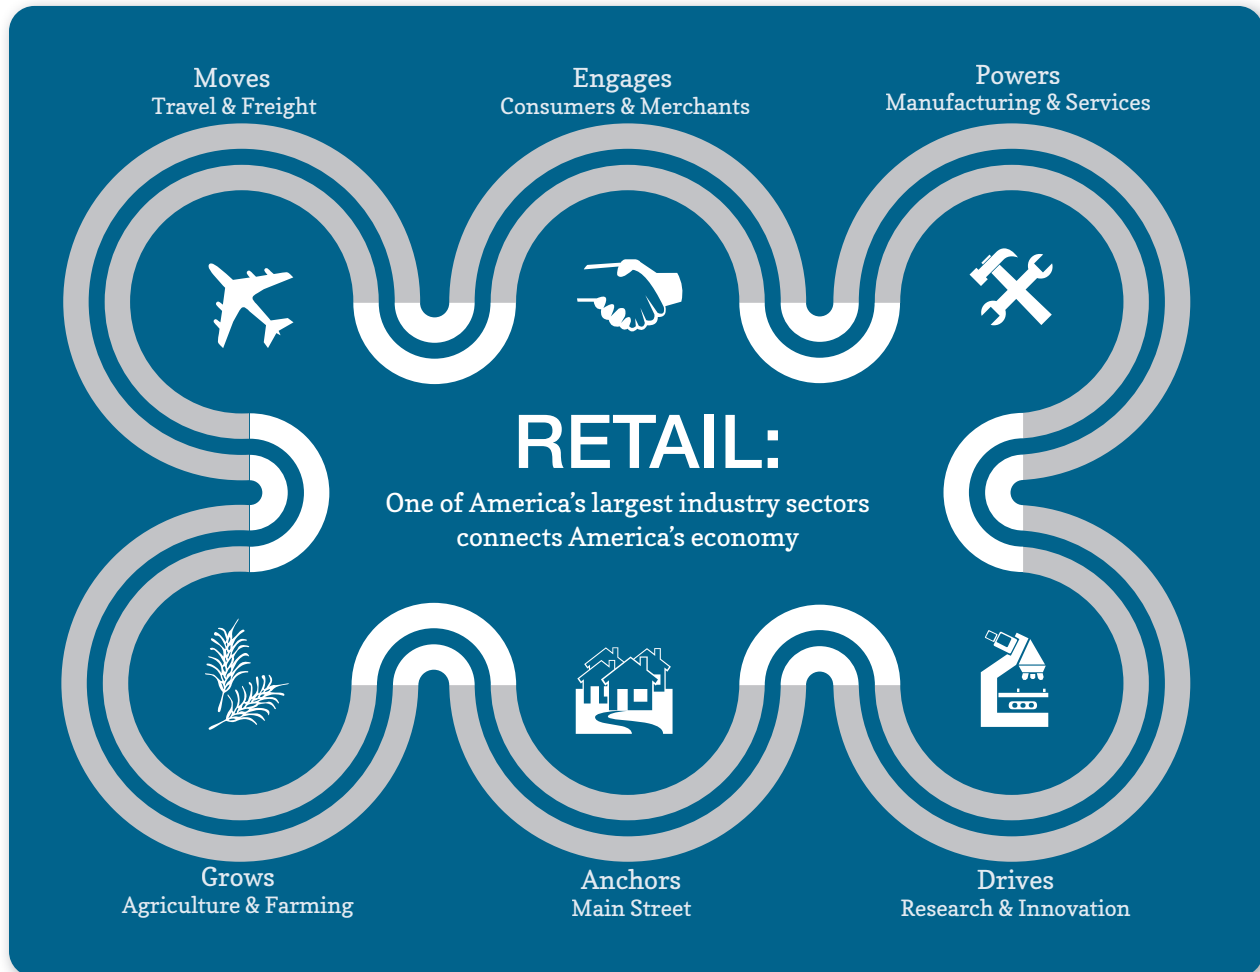 Moves
Travel & Freight
Engages
Consumers & Merchants
Powers
Manufacturing & Services
RETAIL:
One of America’s largest industry sectors
connects America’s economy
Grows
Agriculture & Farming
Anchors
Main Street
Drives
Research & Innovation